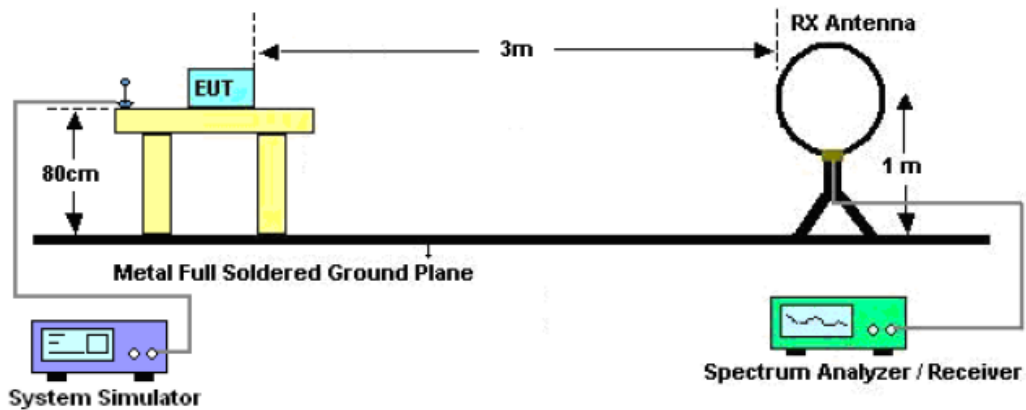 RX Antenna
3m
EUT
80cm
1 m
Metal Full Soldered Ground Plane
System Simulator
Spectrum Analyzer / Receiver